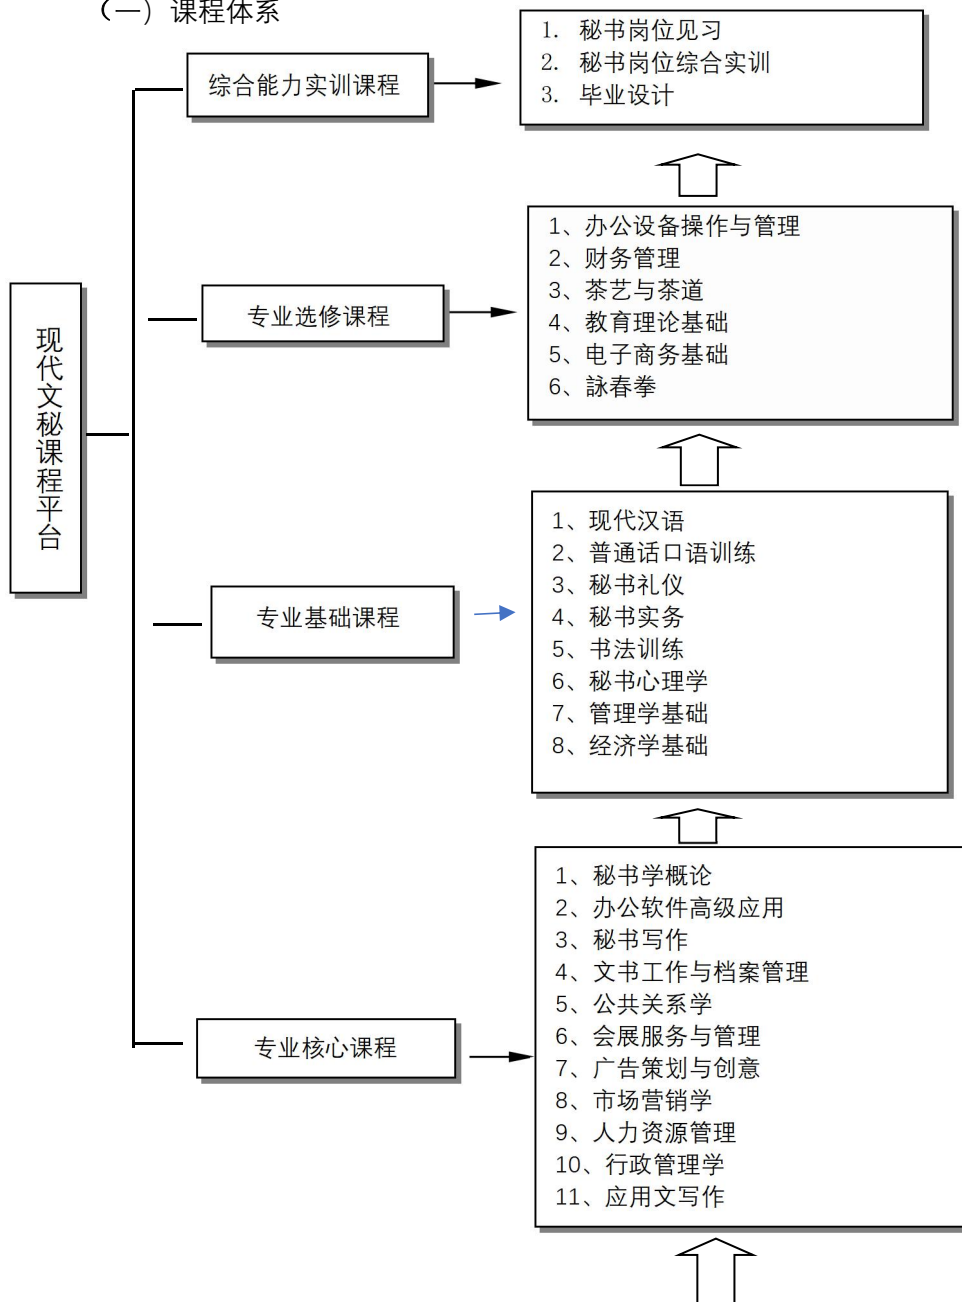 （一）课程体系
综合能力实训课程
1. 秘书岗位见习
2. 秘书岗位综合实训
3. 毕业设计
专业选修课程
1、办公设备操作与管理
2、财务管理
3、茶艺与茶道
4、教育理论基础
5、电子商务基础
6、詠春拳
现代文秘课程平台
专业基础课程
1、现代汉语
2、普通话口语训练
3、秘书礼仪
4、秘书实务
5、书法训练
6、秘书心理学
7、管理学基础
8、经济学基础
专业核心课程
1、秘书学概论
2、办公软件高级应用
3、秘书写作
4、文书工作与档案管理
5、公共关系学
6、会展服务与管理
7、广告策划与创意
8、市场营销学
9、人力资源管理
10、行政管理学
11、应用文写作